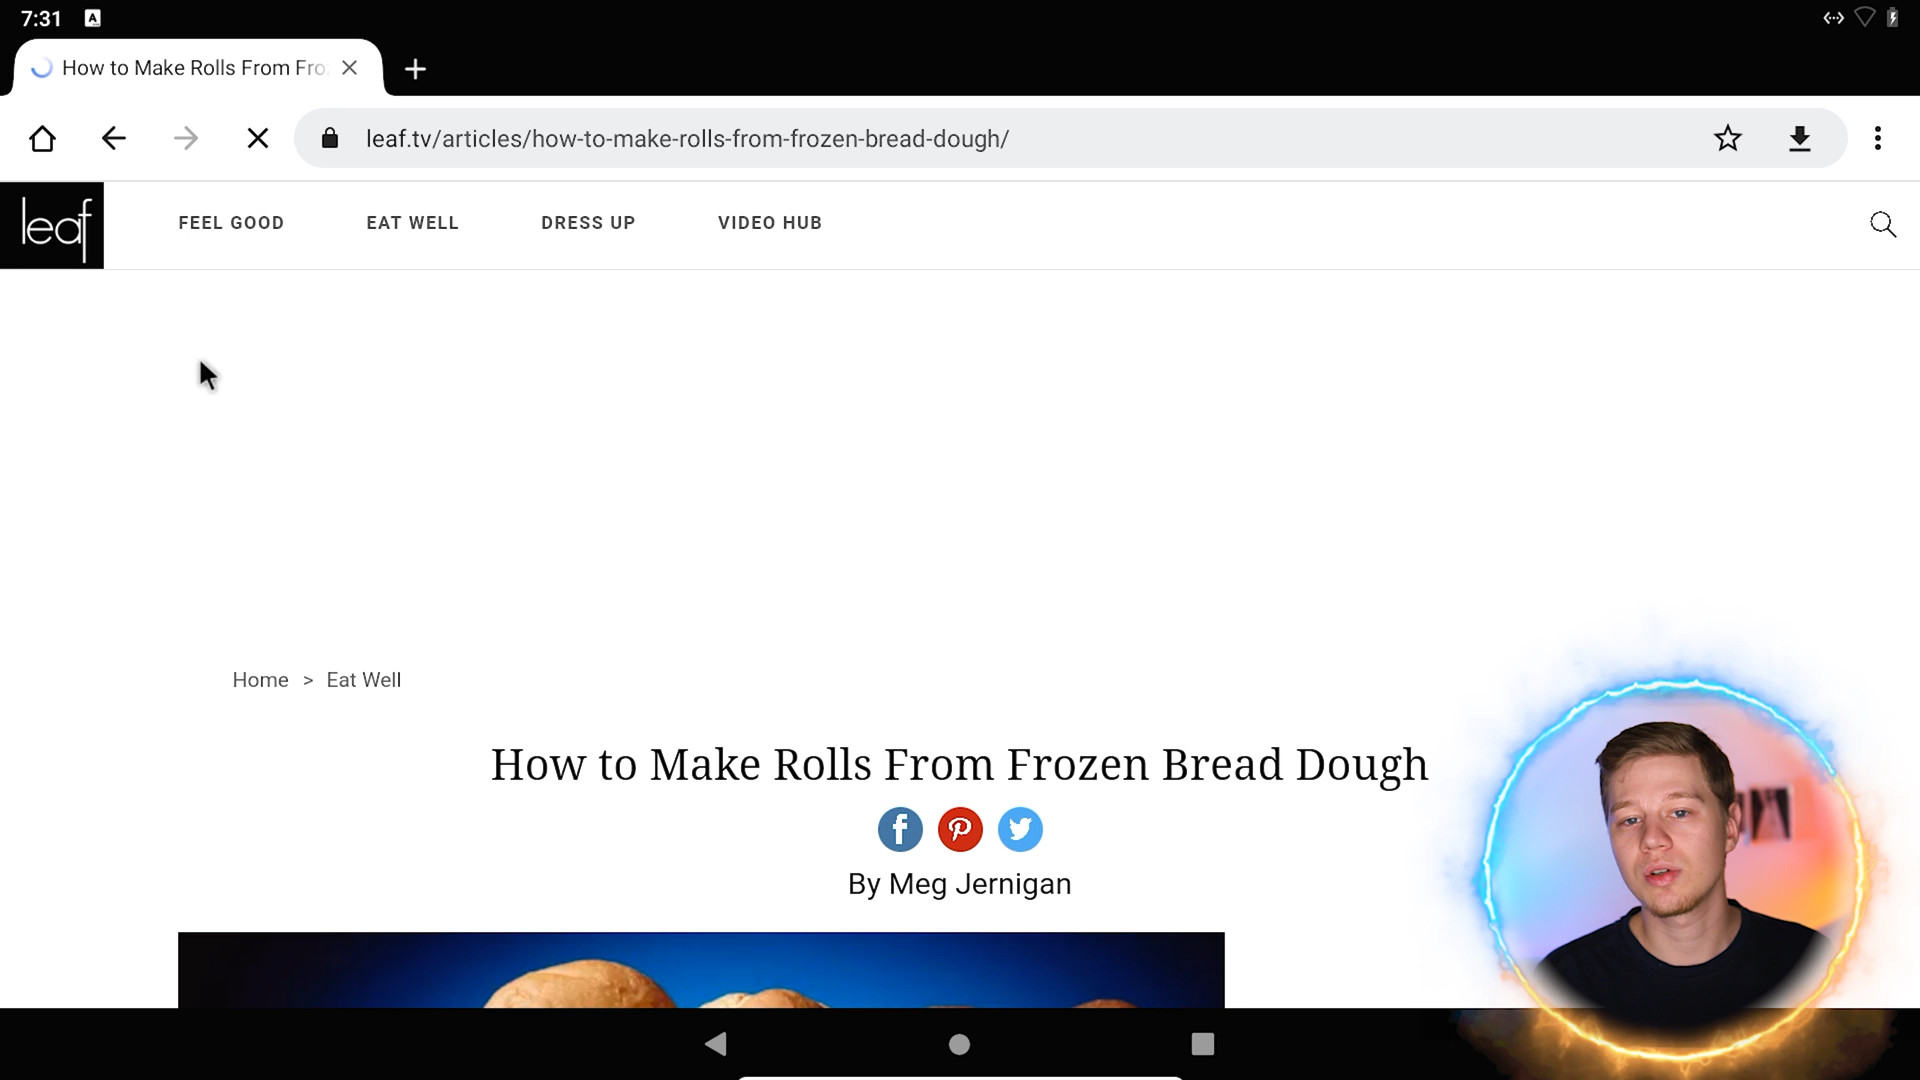 7:31 A
How to Make Rolls From Fro
leaf.tv/articles/how-to-make-rolls-from-frozen-bread-dough/
leaf FEEL GOOD EAT WELL DRESS UP VIDEO HUB
Home > Eat Well
How to Make Rolls From Frozen Bread Dough
By Meg Jernigan